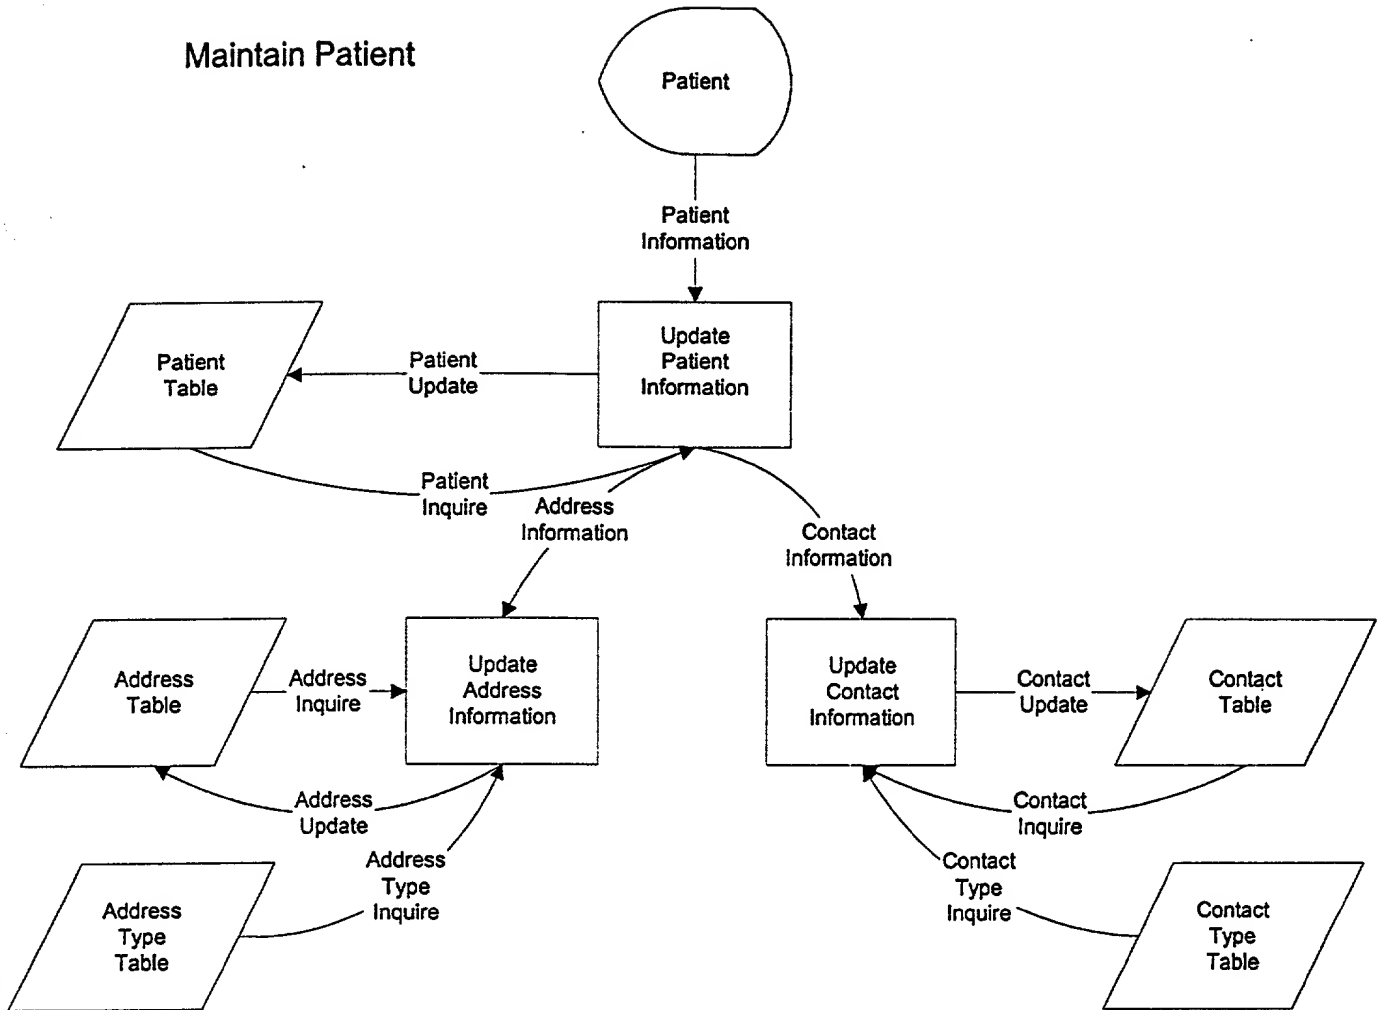 Maintain Patient
Patient
Patient
Information
Update
Patient
Information
Patient
Table
Patient
Update
Patient
Inquire
Address
Information
Contact
Information
Address
Table
Address
Inquire
Update
Address
Information
Update
Contact
Information
Contact
Update
Contact
Table
Address
Update
Contact
Inquire
Address
Type
Inquire
Contact
Type
Inquire
Address
Type
Table
Contact
Type
Table